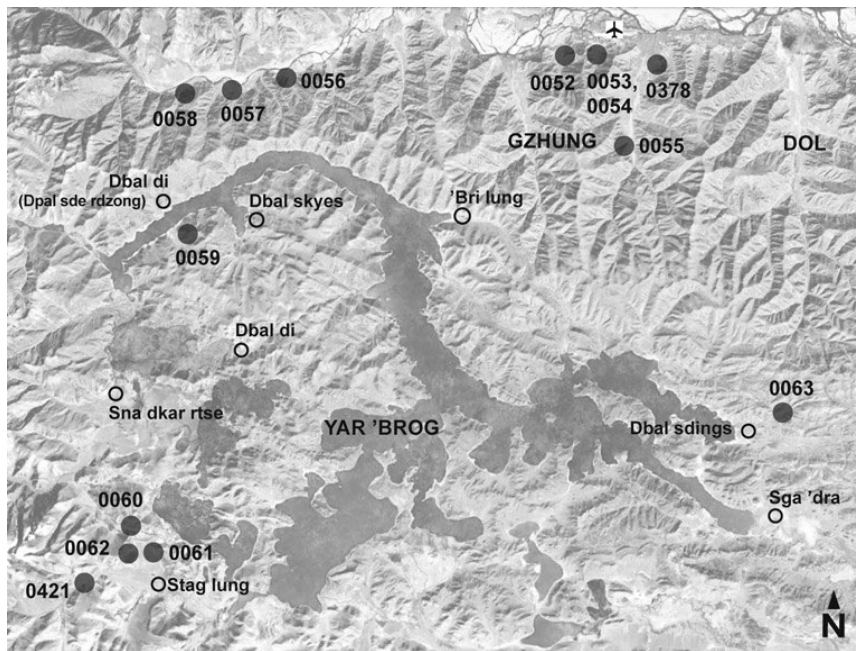 0056
0052
0053,
0054
0378
0057
0058
GZHUNG
0055
DOL
Dbal di
(Dpal sde rdzong)
Dbal skyes
'Bri lung
0059
Dbal di
Sna dkar rtse
0063
YAR 'BROG
Dbal sdings
Sga 'dra
0060
0062
0061
0421
Stag lung
N